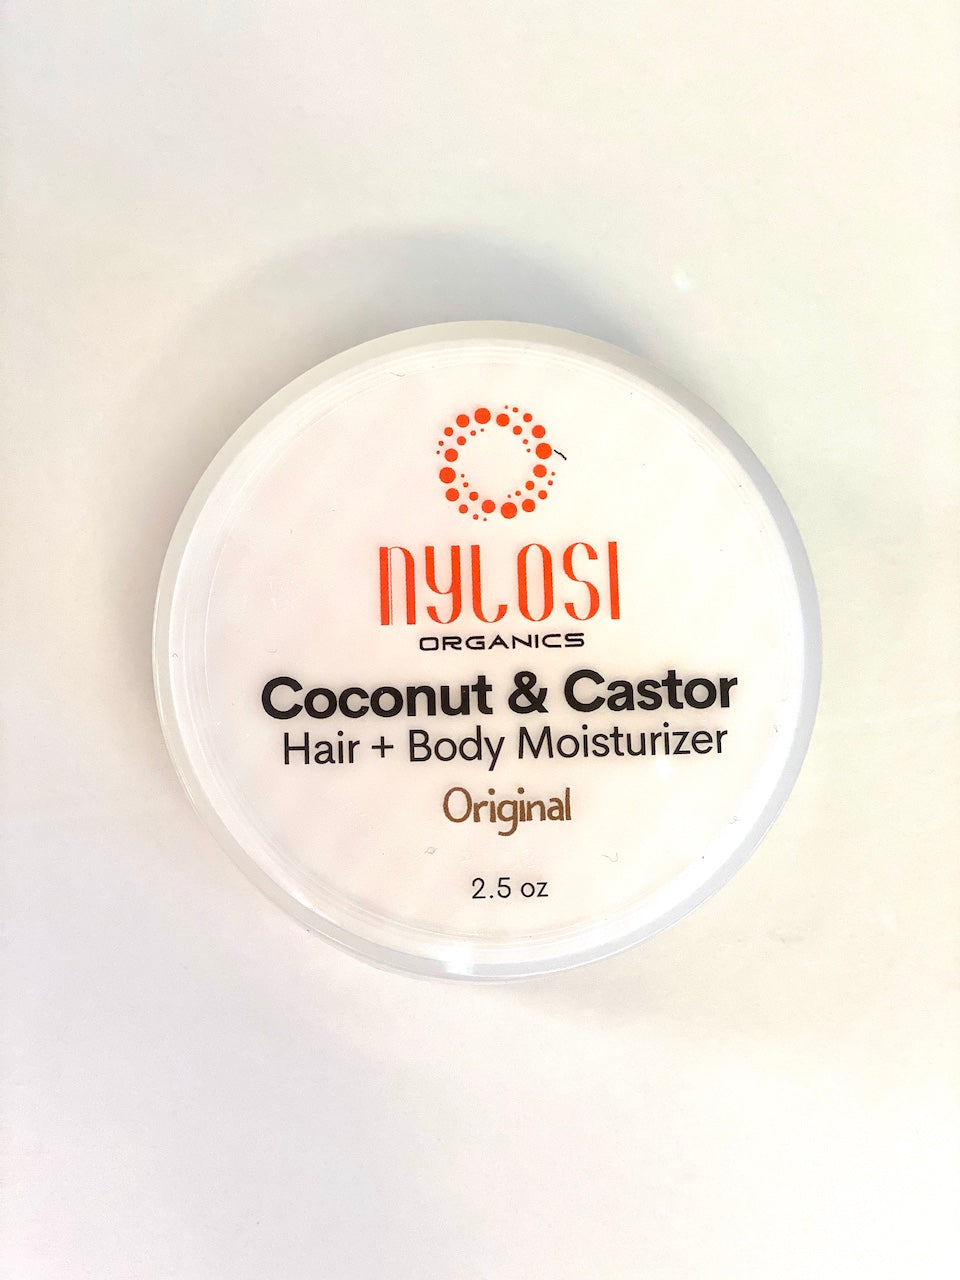 NYLOSI
ORGANICS
Coconut & Castor
Hair + Body Moisturizer
Original
2.5 oz